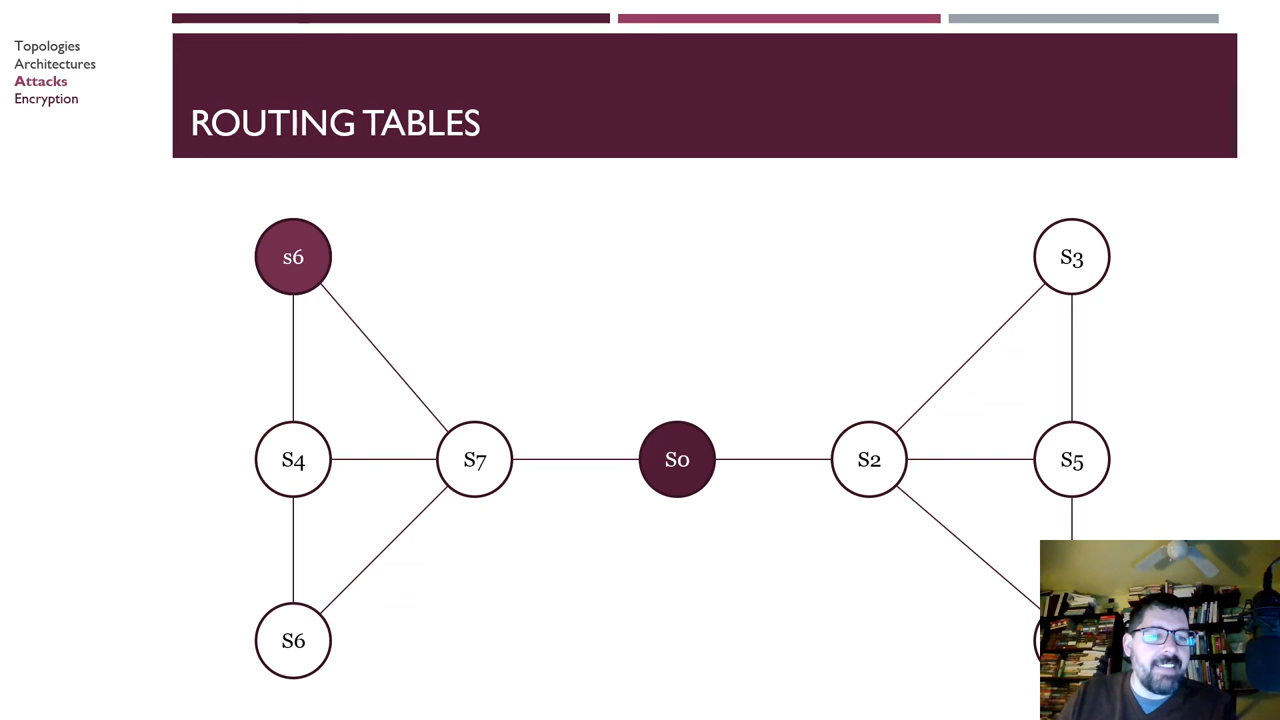 Topologies
Architectures
Attacks
Encryption
ROUTING TABLES
s6
S3
S4
S7
S0
S2
S5
S6